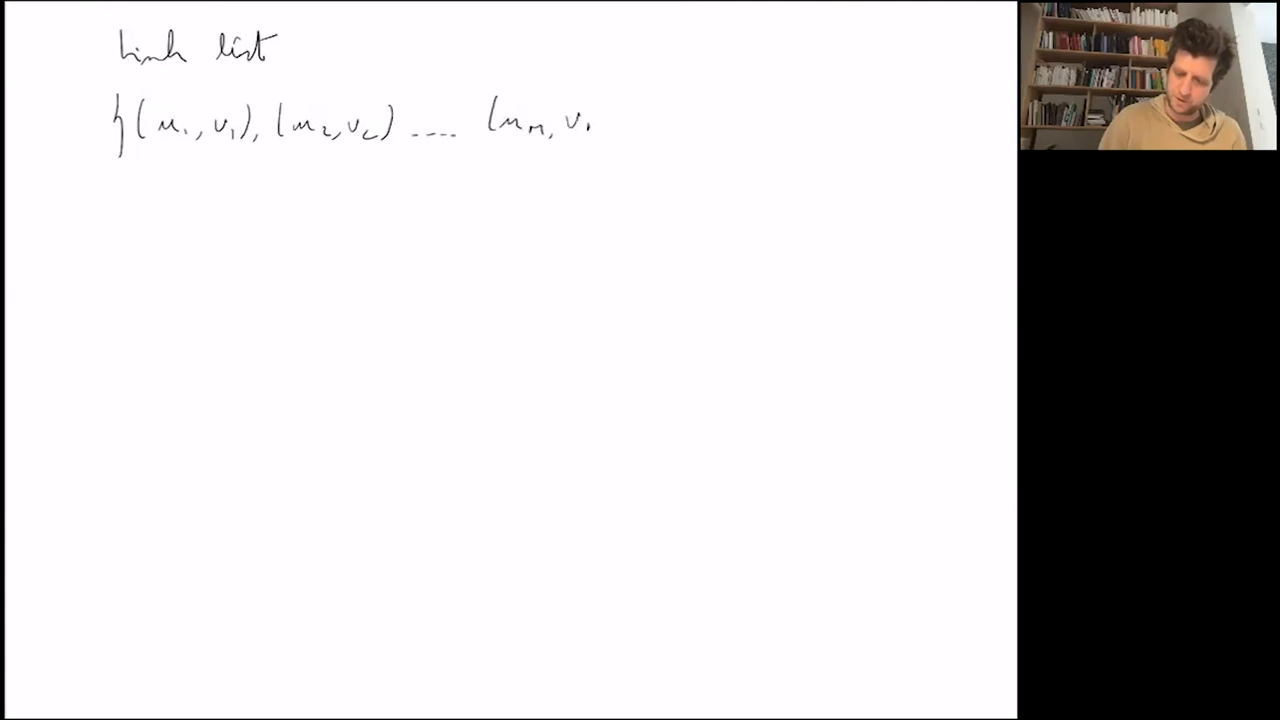 Link list
{(u₁, v₁), (u₂, v₂) .... (uₘ, v